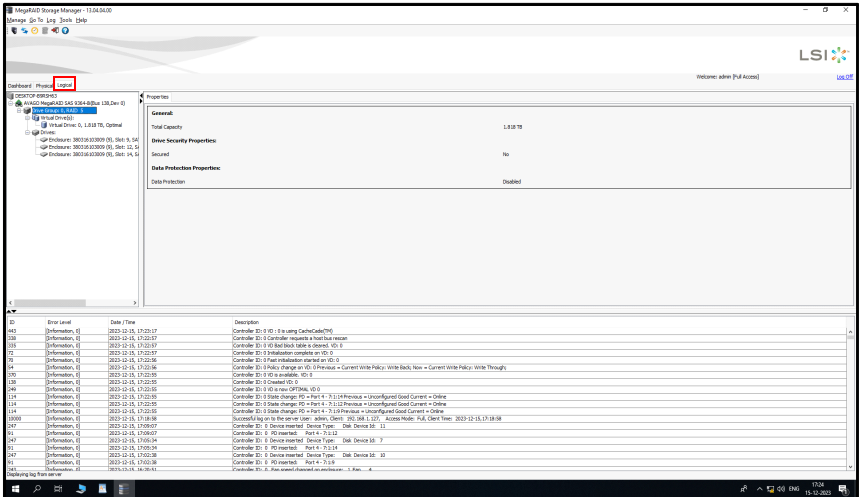 MegaRAID Storage Manager - 13.04.04.00
Manage Go To Log Tools Help
LSI
Welcome: admin [Full Access] Log Off
Dashboard Physical Logical
DESKTOP-B9RSH63
AVAGO MegaRAID SAS 9364-8i(Bus 138,Dev 0)
Drive Group: 0, RAID 5
Virtual Drive(s):
Virtual Drive: 0, 1.818 TB, Optimal
Drives:
Enclosure: 380316103009 (9), Slot: 9, SA
Enclosure: 380316103009 (9), Slot: 12, S
Enclosure: 380316103009 (9), Slot: 14, S
Properties
General:
Total Capacity 1.818 TB
Drive Security Properties:
Secured No
Data Protection Properties:
Data Protection Disabled
ID Error Level Date / Time Description
443 [Information, 0] 2023-12-15, 17:23:17 Controller ID: 0 VD : 0 is using CacheCade(TM)
336 [Information, 0] 2023-12-15, 17:22:57 Controller ID: 0 Controller requests a host bus rescan
335 [Information, 0] 2023-12-15, 17:22:57 Controller ID: 0 VD Bad block table is cleared. VD: 0
72 [Information, 0] 2023-12-15, 17:22:57 Controller ID: 0 Initialization complete on VD: 0
70 [Information, 0] 2023-12-15, 17:22:56 Controller ID: 0 Fast initialization started on VD: 0
54 [Information, 0] 2023-12-15, 17:22:56 Controller ID: 0 Policy change on VD: 0 Previous = Current Write Policy: Write Back; Now = Current Write Policy: Write Through;
370 [Information, 0] 2023-12-15, 17:22:55 Controller ID: 0 VD is available. VD: 0
138 [Information, 0] 2023-12-15, 17:22:55 Controller ID: 0 Created VD: 0
249 [Information, 0] 2023-12-15, 17:22:55 Controller ID: 0 VD is now OPTIMAL VD 0
114 [Information, 0] 2023-12-15, 17:22:55 Controller ID: 0 State change: PD = Port 4 - 7:1:14 Previous = Unconfigured Good Current = Online
114 [Information, 0] 2023-12-15, 17:22:55 Controller ID: 0 State change: PD = Port 4 - 7:1:12 Previous = Unconfigured Good Current = Online
114 [Information, 0] 2023-12-15, 17:22:55 Controller ID: 0 State change: PD = Port 4 - 7:1:9 Previous = Unconfigured Good Current = Online
10000 [Information, 0] 2023-12-15, 17:18:58 Successful log on to the server User: admin, Client: 192.168.1.127, Access Mode: Full, Client Time: 2023-12-15,17:18:58
247 [Information, 0] 2023-12-15, 17:09:07 Controller ID: 0 Device inserted Device Type: Disk Device Id: 11
91 [Information, 0] 2023-12-15, 17:09:07 Controller ID: 0 PD inserted: Port 4 - 7:1:12
247 [Information, 0] 2023-12-15, 17:05:34 Controller ID: 0 Device inserted Device Type: Disk Device Id: 7
91 [Information, 0] 2023-12-15, 17:05:34 Controller ID: 0 PD inserted: Port 4 - 7:1:14
247 [Information, 0] 2023-12-15, 17:02:38 Controller ID: 0 Device inserted Device Type: Disk Device Id: 10
91 [Information, 0] 2023-12-15, 17:02:38 Controller ID: 0 PD inserted: Port 4 - 7:1:9
Displaying log from server
ENG 17:24
15-12-2023